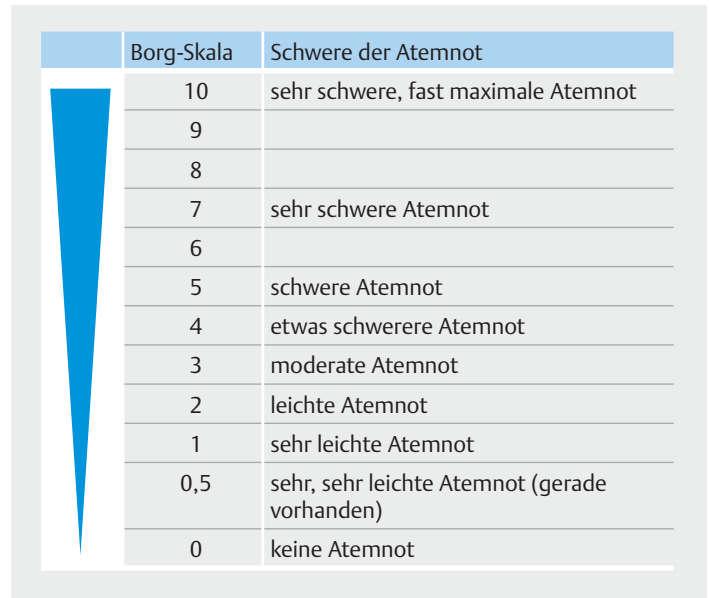 Borg-Skala Schwere der Atemnot
10 sehr schwere, fast maximale Atemnot
9
8
7 sehr schwere Atemnot
6
5 schwere Atemnot
4 etwas schwerere Atemnot
3 moderate Atemnot
2 leichte Atemnot
1 sehr leichte Atemnot
0,5 sehr, sehr leichte Atemnot (gerade
vorhanden)
0 keine Atemnot